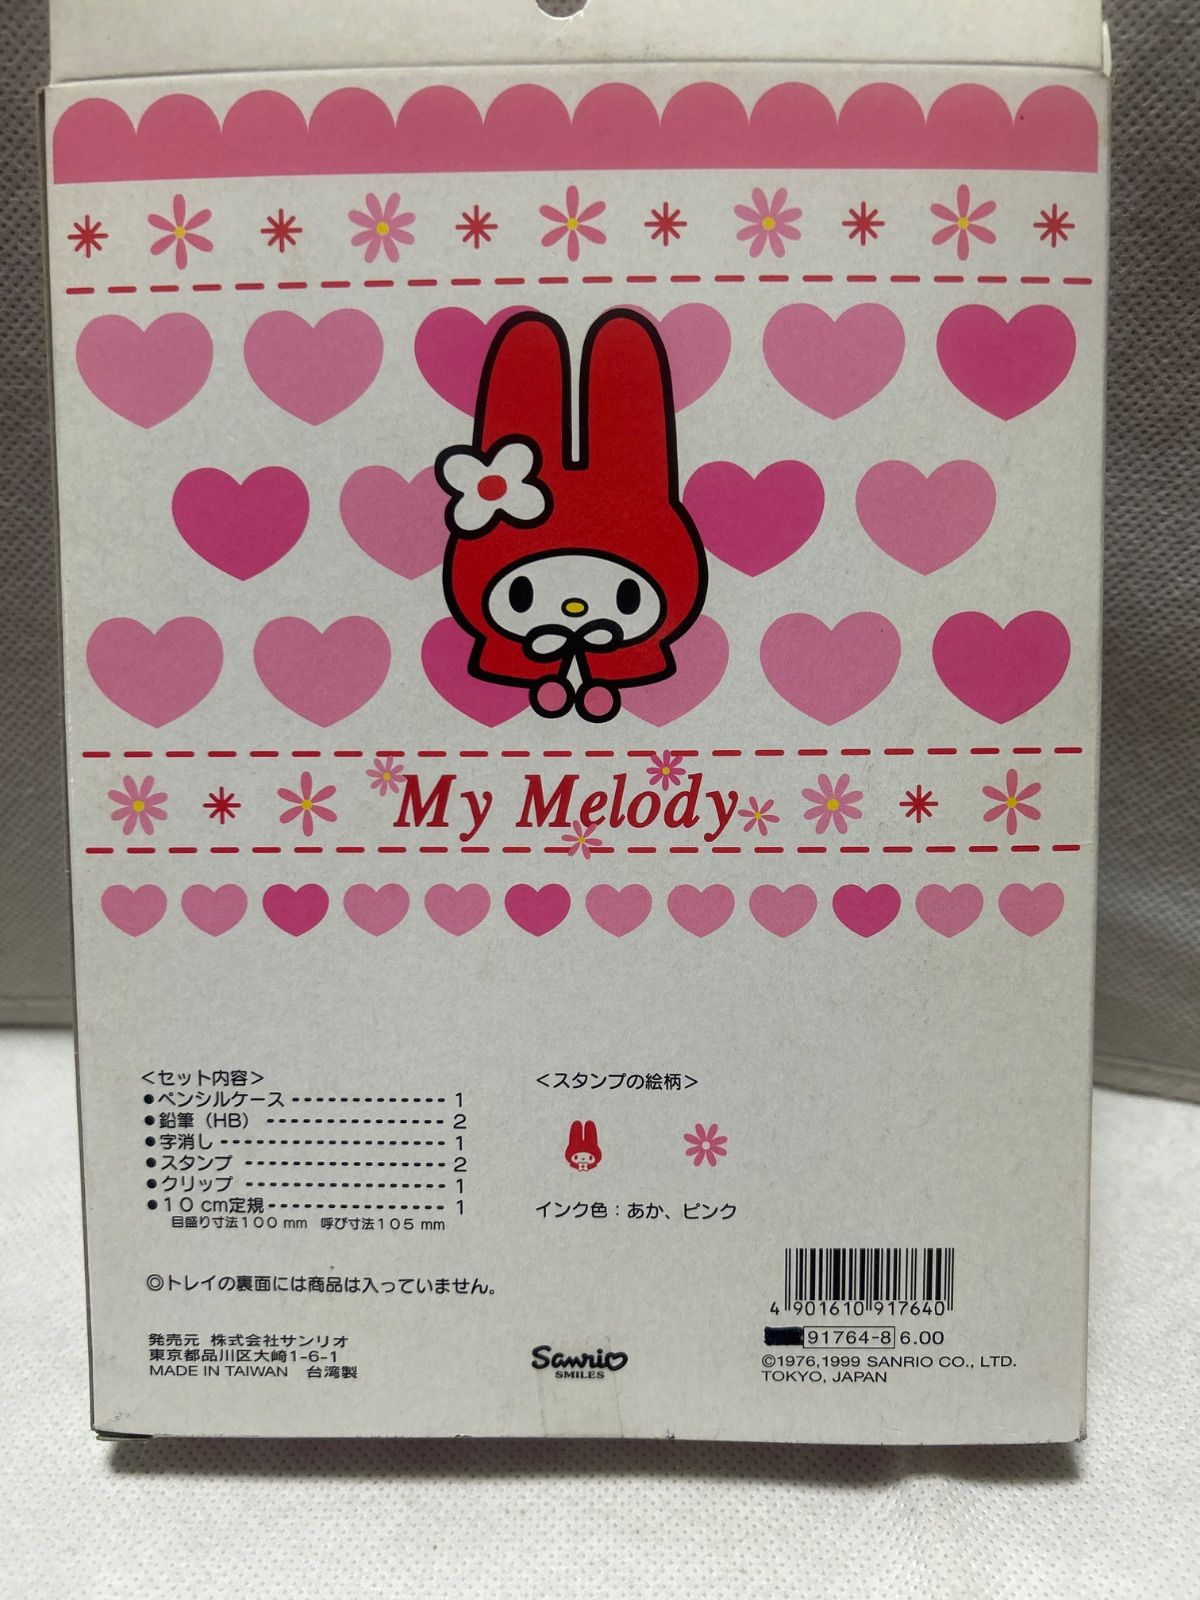 My Melody
<セット内容>
●ペンシルケース -------------- 1
●鉛筆（HB） ---------------- 2
●字消し -------------------- 1
●スタンプ ------------------ 2
●クリップ ------------------ 1
●10 cm定規--------------- 1
目盛り寸法100 mm 呼び寸法105 mm
<スタンプの絵柄>
インク色：あか、ピンク
◎トレイの裏面には商品は入っていません。
発売元 株式会社サンリオ
東京都品川区大崎1-6-1
MADE IN TAIWAN 台湾製
Sanrio
SMILES
4 901610 917640
91764-8 6.00
©1976,1999 SANRIO CO., LTD.
TOKYO, JAPAN